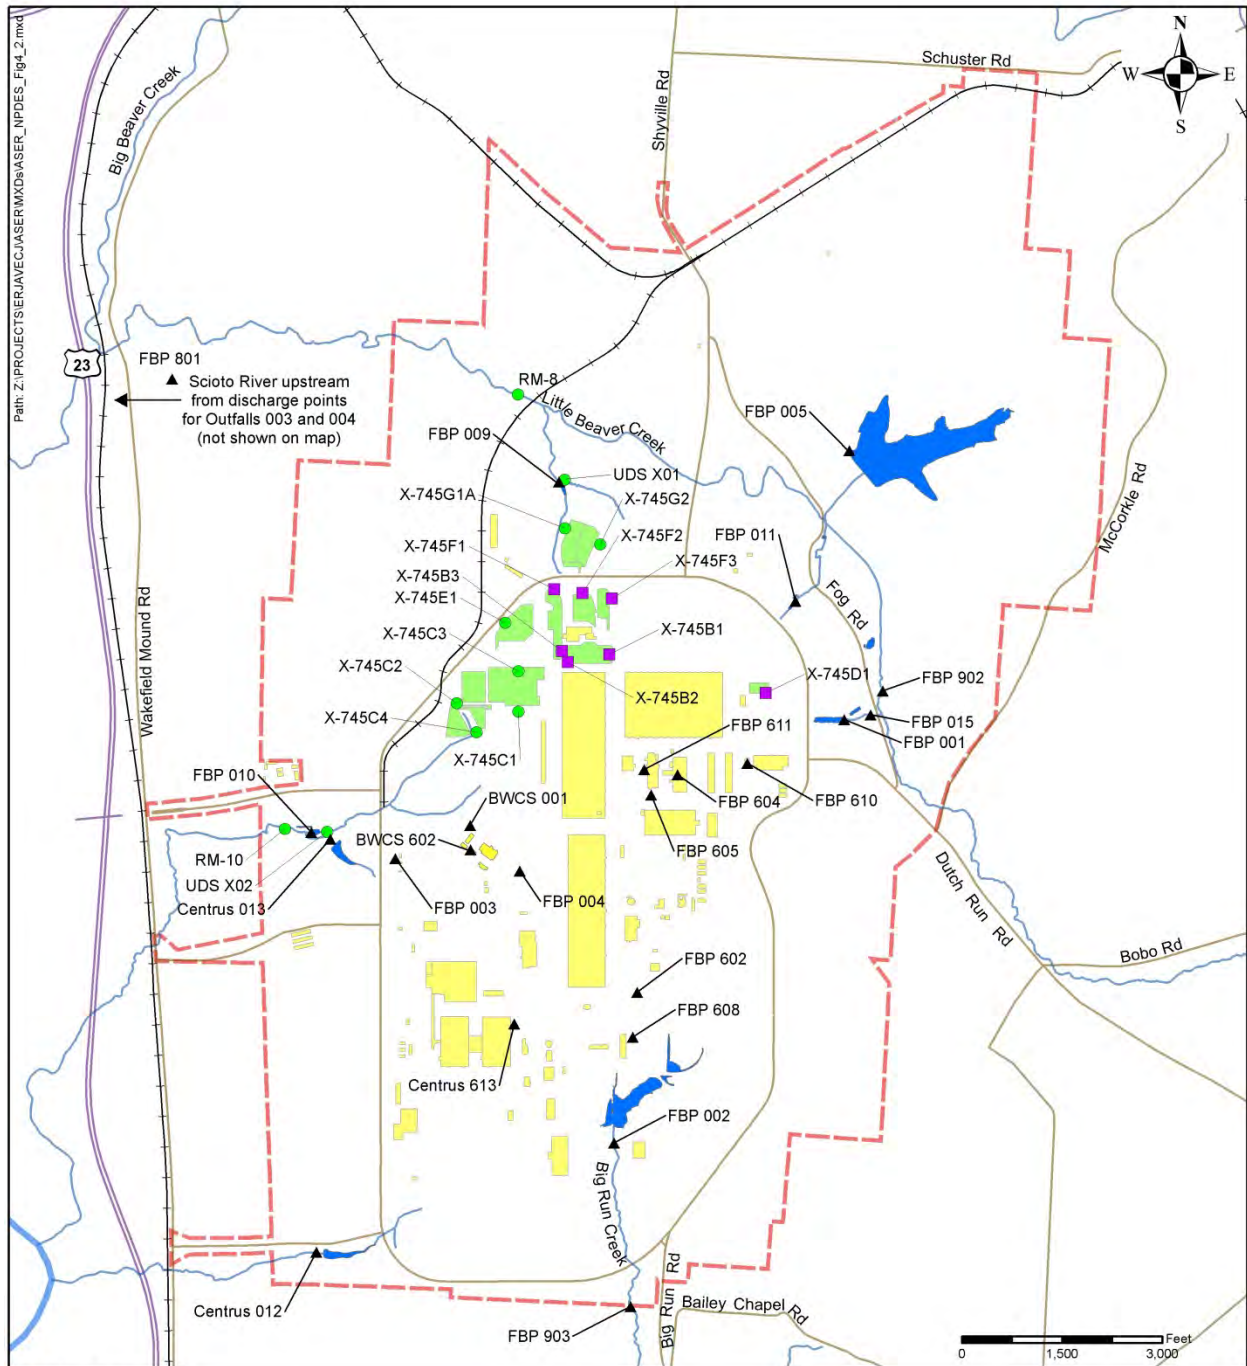 Path: Z:\PROJECTS\ERJAVECJ\ASER\MXDs\ASER_NPDES_Fig4_2.mxd
N
W
E
S
Schuster Rd
Shyville Rd
Big Beaver Creek
23
FBP 801
Scioto River upstream
from discharge points
for Outfalls 003 and 004
(not shown on map)
RM-8
Little Beaver Creek
FBP 005
FBP 009
UDS X01
McCorkle Rd
X-745G1A
X-745G2
X-745F2
FBP 011
X-745F1
X-745F3
X-745B3
Fog Rd
X-745E1
Wakefield Mound Rd
X-745C3
X-745B1
X-745C2
X-745D1
X-745B2
FBP 902
X-745C4
FBP 611
FBP 015
FBP 001
X-745C1
FBP 010
BWCS 001
FBP 604
FBP 610
BWCS 602
FBP 605
RM-10
UDS X02
Centrus 013
FBP 003
FBP 004
Dutch Run Rd
Bobo Rd
FBP 602
FBP 608
Centrus 613
FBP 002
Big Run Creek
Big Run Rd
Centrus 012
Bailey Chapel Rd
FBP 903
Feet
0 1,500 3,000